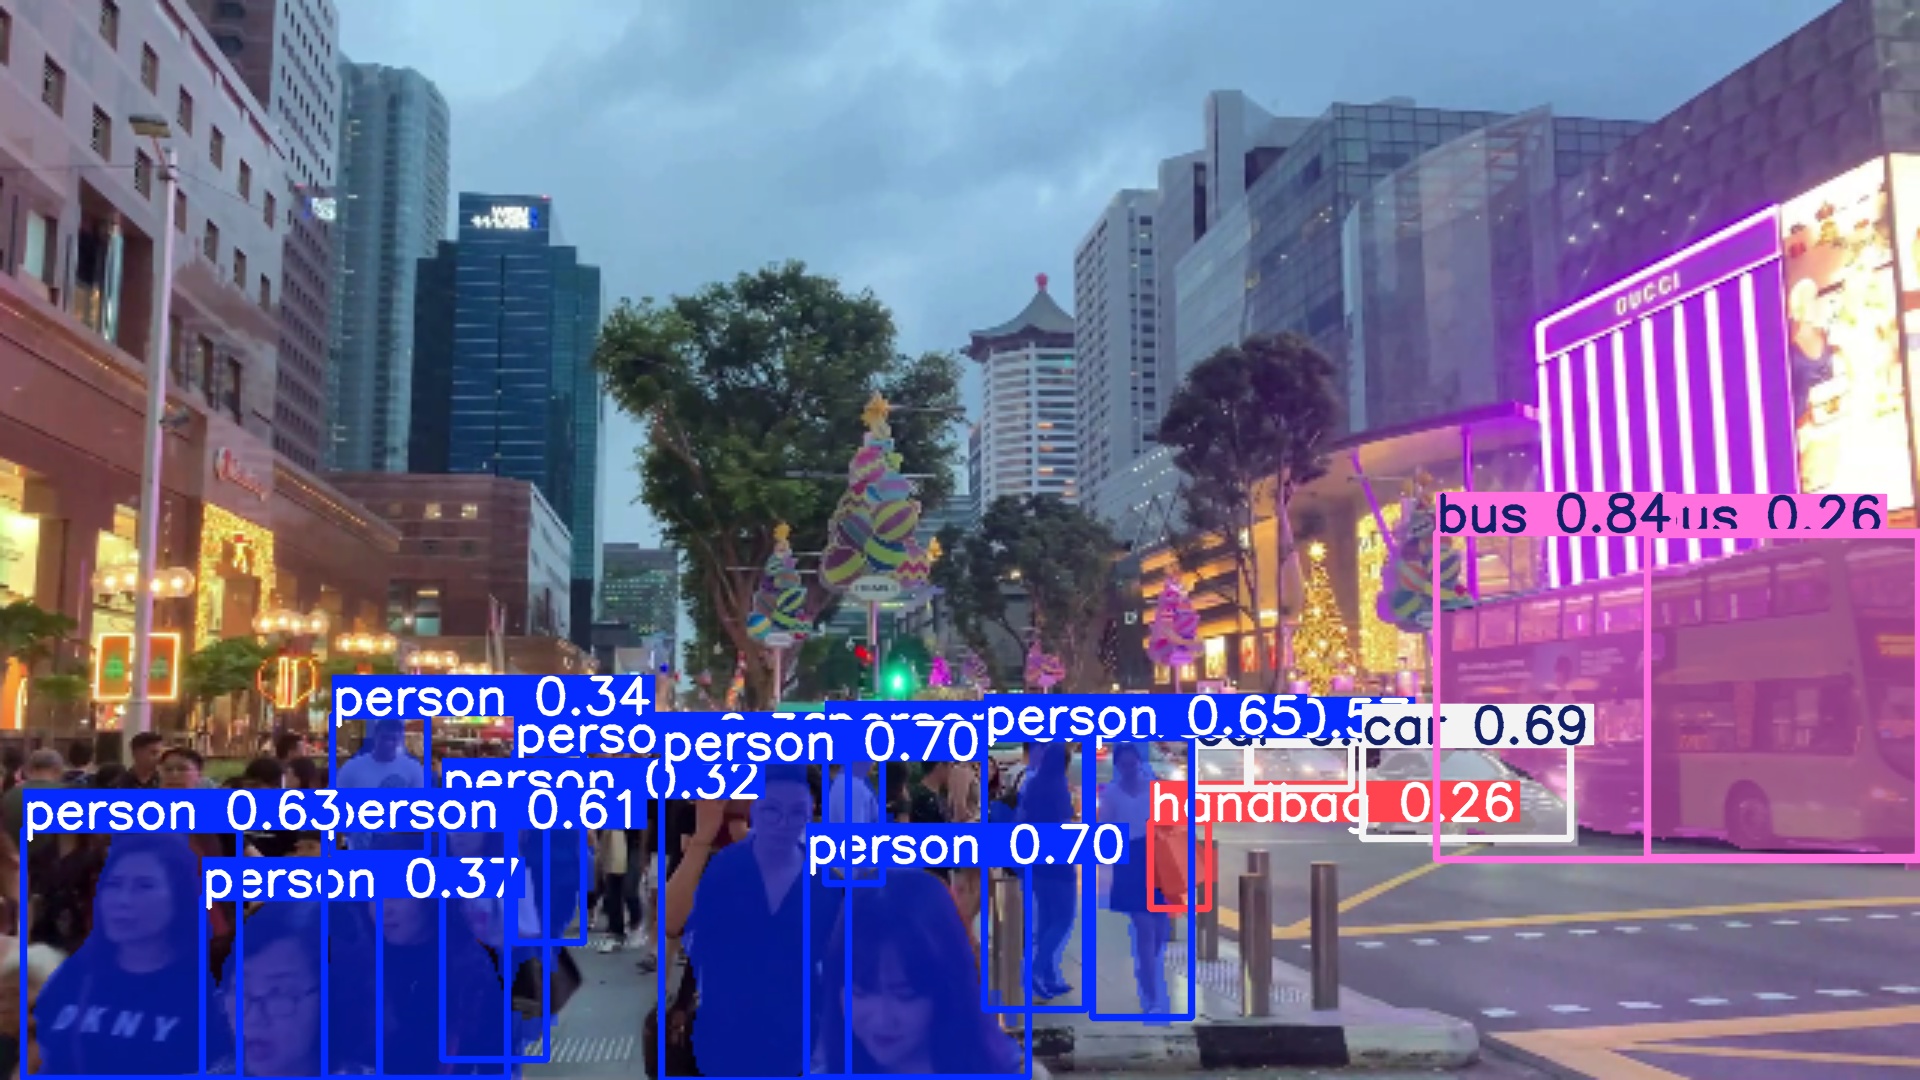 GUCCI
bus 0.84
us 0.26
person 0.34
person 0.65
0.5
car 0.69
perso
person 0.70
person 0.32
handbag 0.26
person 0.63
person 0.61
person 0.70
person 0.37
DKNY